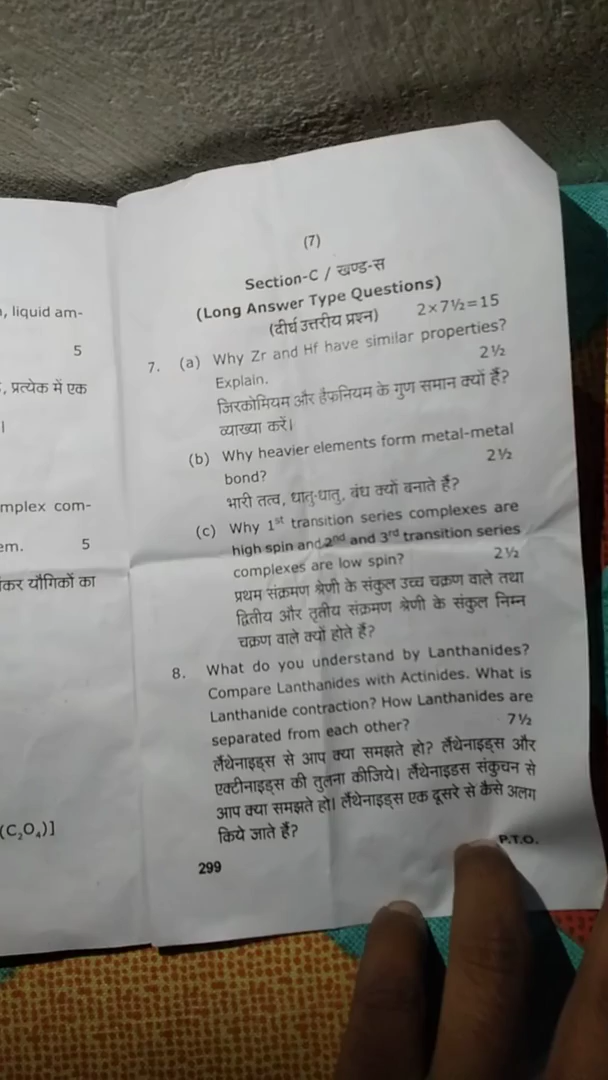 , liquid am-
5
, प्रत्येक में एक
mplex com-
em. 5
कर यौगिकों का
(C₂O₄)]
(7)
Section-C / खण्ड-स
(Long Answer Type Questions)
(दीर्घ उत्तरीय प्रश्न) 2×7½=15
7. (a) Why Zr and Hf have similar properties?
Explain. 2½
जिरकोमियम और हैफनियम के गुण समान क्यों हैं?
व्याख्या करें।
(b) Why heavier elements form metal-metal
bond? 2½
भारी तत्व, धातु-धातु, बंध क्यों बनाते हैं?
(c) Why 1st transition series complexes are
high spin and 2nd and 3rd transition series
complexes are low spin? 2½
प्रथम संक्रमण श्रेणी के संकुल उच्च चक्रण वाले तथा
द्वितीय और तृतीय संक्रमण श्रेणी के संकुल निम्न
चक्रण वाले क्यों होते हैं?
8. What do you understand by Lanthanides?
Compare Lanthanides with Actinides. What is
Lanthanide contraction? How Lanthanides are
separated from each other? 7½
लैंथेनाइड्स से आप क्या समझते हो? लैंथेनाइड्स और
एक्टीनाइड्स की तुलना कीजिये। लैंथेनाइडस संकुचन से
आप क्या समझते हो। लैंथेनाइड्स एक दूसरे से कैसे अलग
किये जाते हैं?
299 P.T.O.